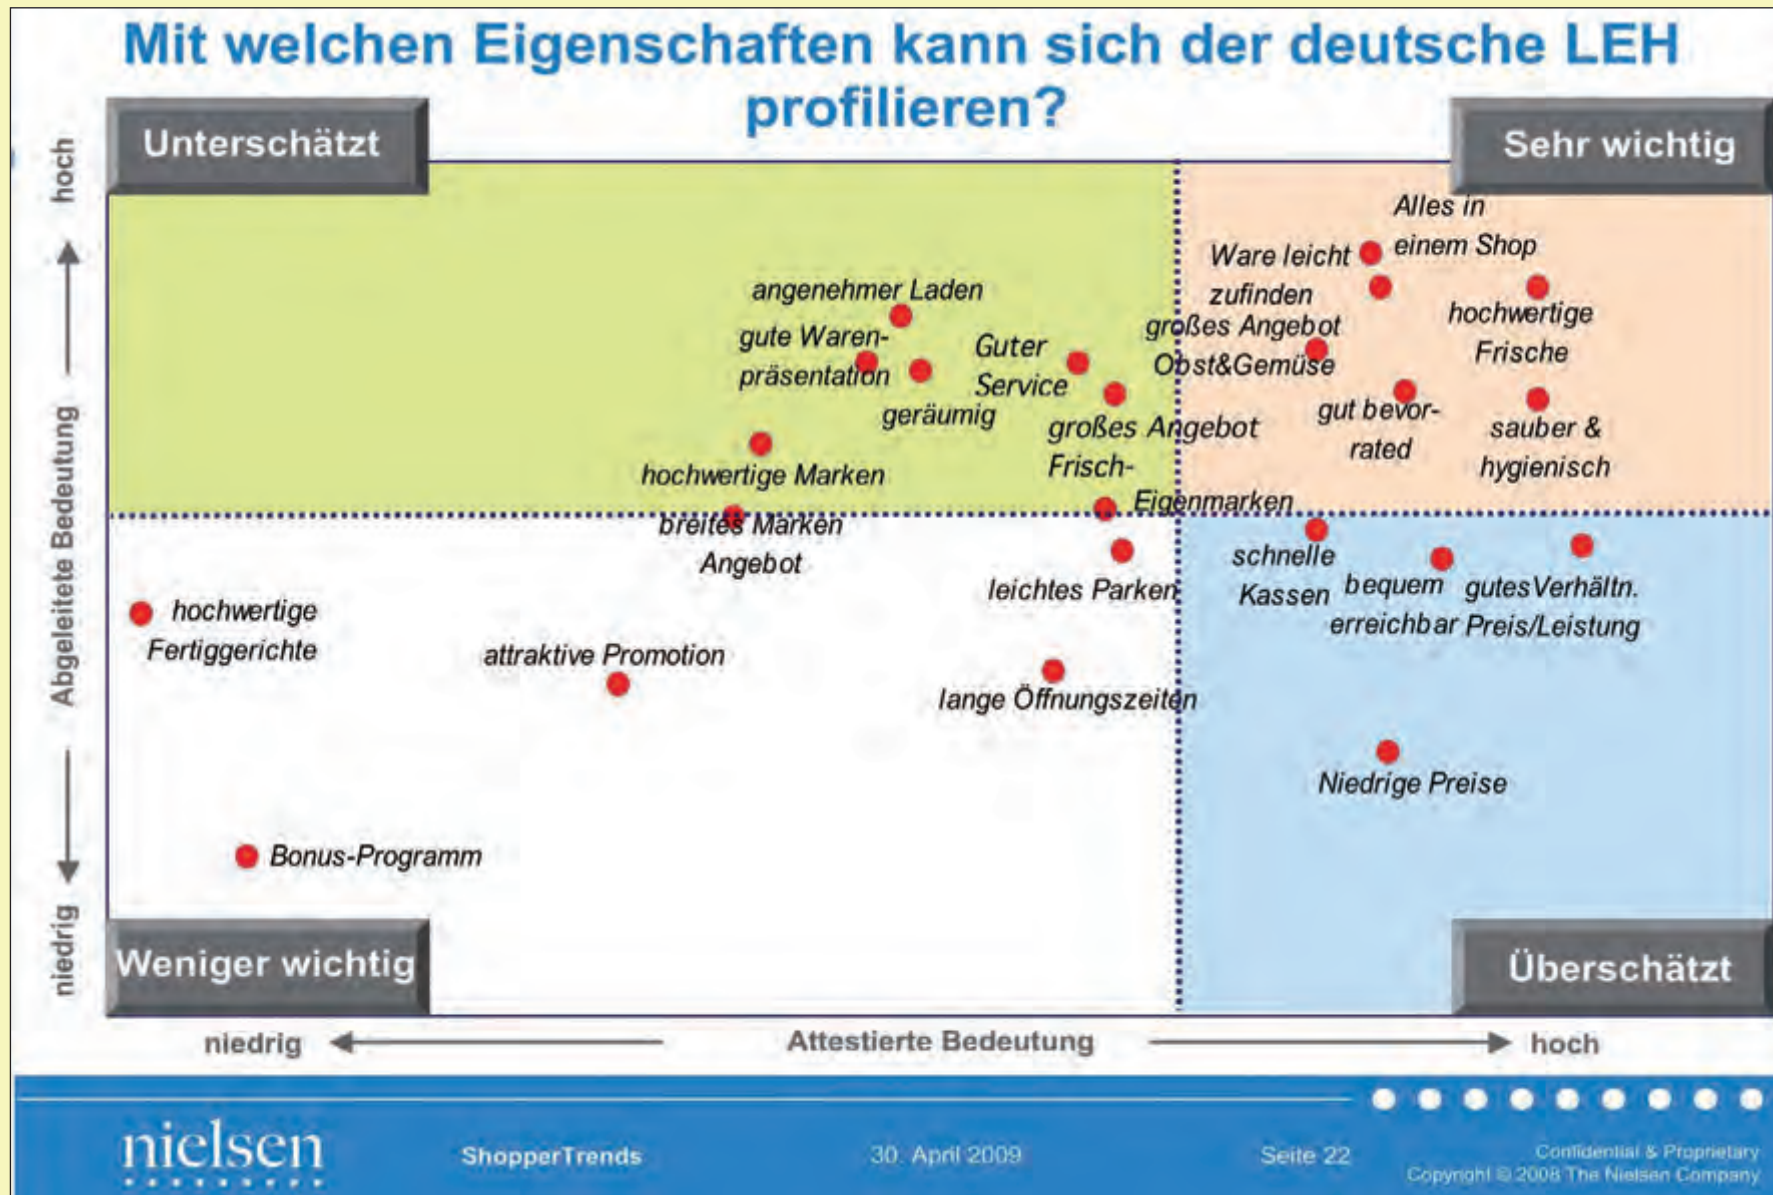 Mit welchen Eigenschaften kann sich der deutsche LEH
profilieren?
Unterschätzt
Sehr wichtig
hoch
Abgeleitete Bedeutung
niedrig
Alles in
einem Shop
Ware leicht
zufinden
angenehmer Laden
hochwertige
Frische
gute Waren-
präsentation
Guter
Service
großes Angebot
Obst&Gemüse
geräumig
großes Angebot
Frisch-
gut bevor-
rated
sauber &
hygienisch
hochwertige Marken
Eigenmarken
breites Marken
Angebot
leichtes Parken
schnelle
Kassen
bequem
erreichbar
gutesVerhältn.
Preis/Leistung
hochwertige
Fertiggerichte
attraktive Promotion
lange Öffnungszeiten
Niedrige Preise
Bonus-Programm
Weniger wichtig
Überschätzt
niedrig
Attestierte Bedeutung
hoch
nielsen
ShopperTrends
30. April 2009
Seite 22
Confidential & Proprietary
Copyright © 2008 The Nielsen Company